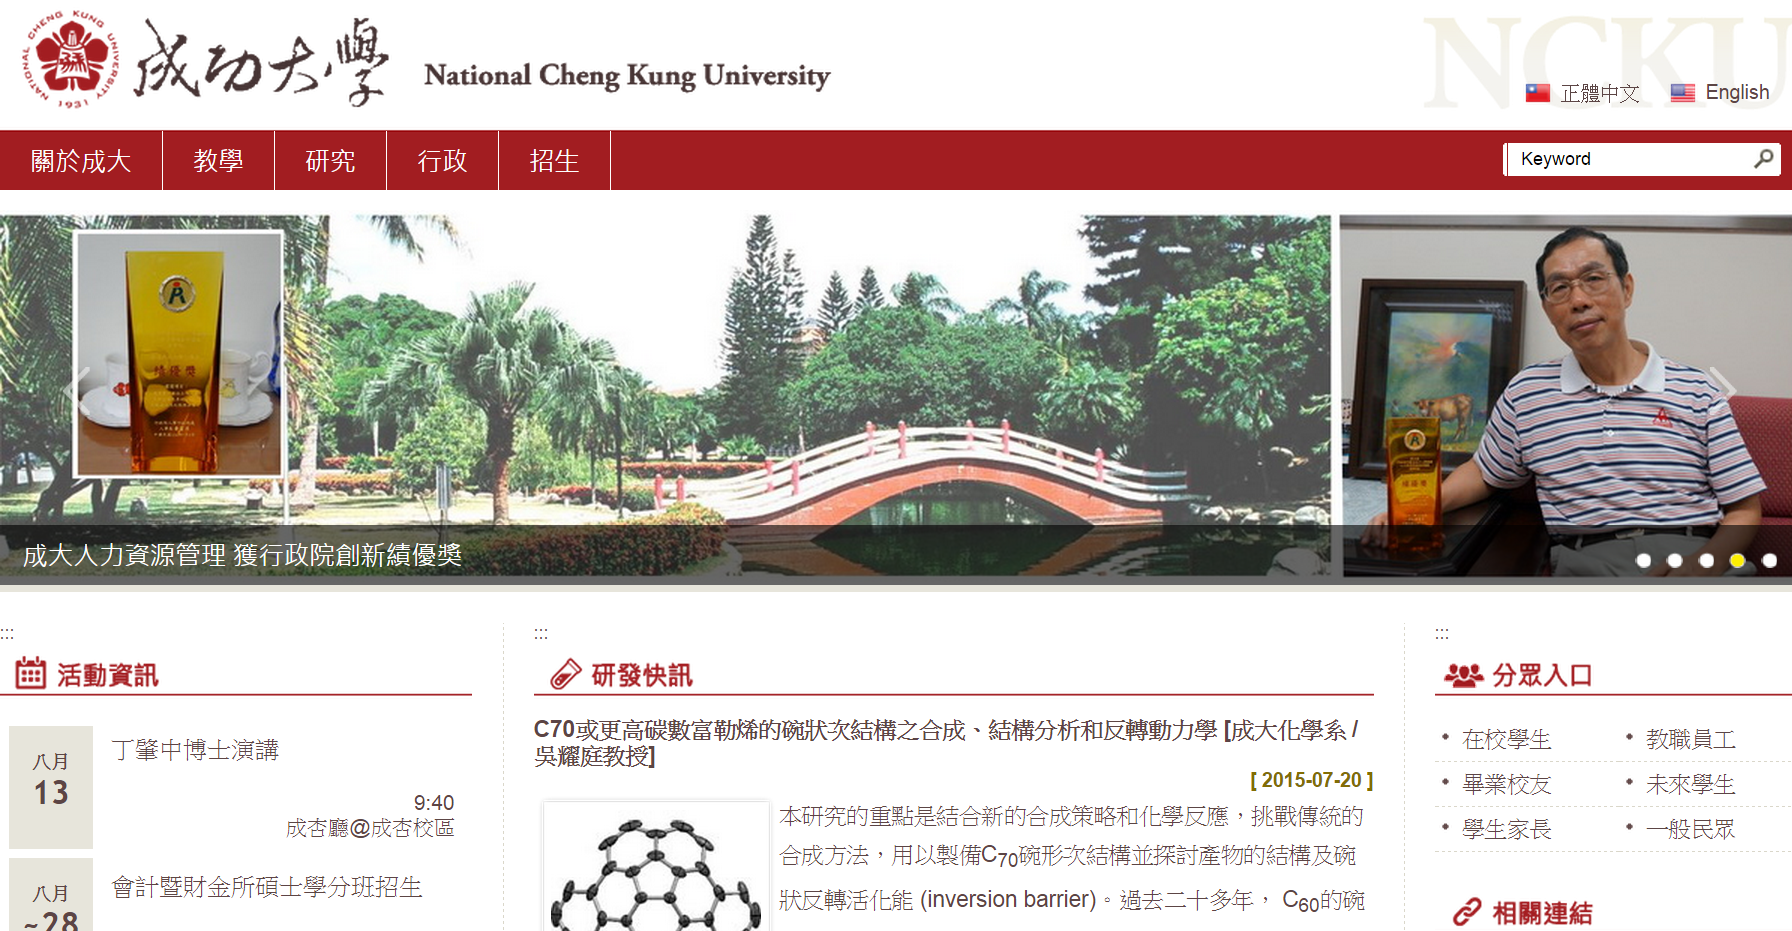 NATIONAL CHENG KUNG UNIVERSITY
1931
成功大學
National Cheng Kung University
NCKU
正體中文
English
關於成大
教學
研究
行政
招生
Keyword
績優獎
成大人力資源管理 獲行政院創新績優獎
:::
活動資訊
八月
13
丁肇中博士演講
9:40
成杏廳@成杏校區
八月
~28
會計暨財金所碩士學分班招生
:::
研發快訊
C70或更高碳數富勒烯的碗狀次結構之合成、結構分析和反轉動力學 [成大化學系 /
吳耀庭教授]
[ 2015-07-20 ]
本研究的重點是結合新的合成策略和化學反應，挑戰傳統的
合成方法，用以製備C70碗形次結構並探討產物的結構及碗
狀反轉活化能 (inversion barrier)。過去二十多年， C60的碗
:::
分眾入口
在校學生
教職員工
畢業校友
未來學生
學生家長
一般民眾
相關連結